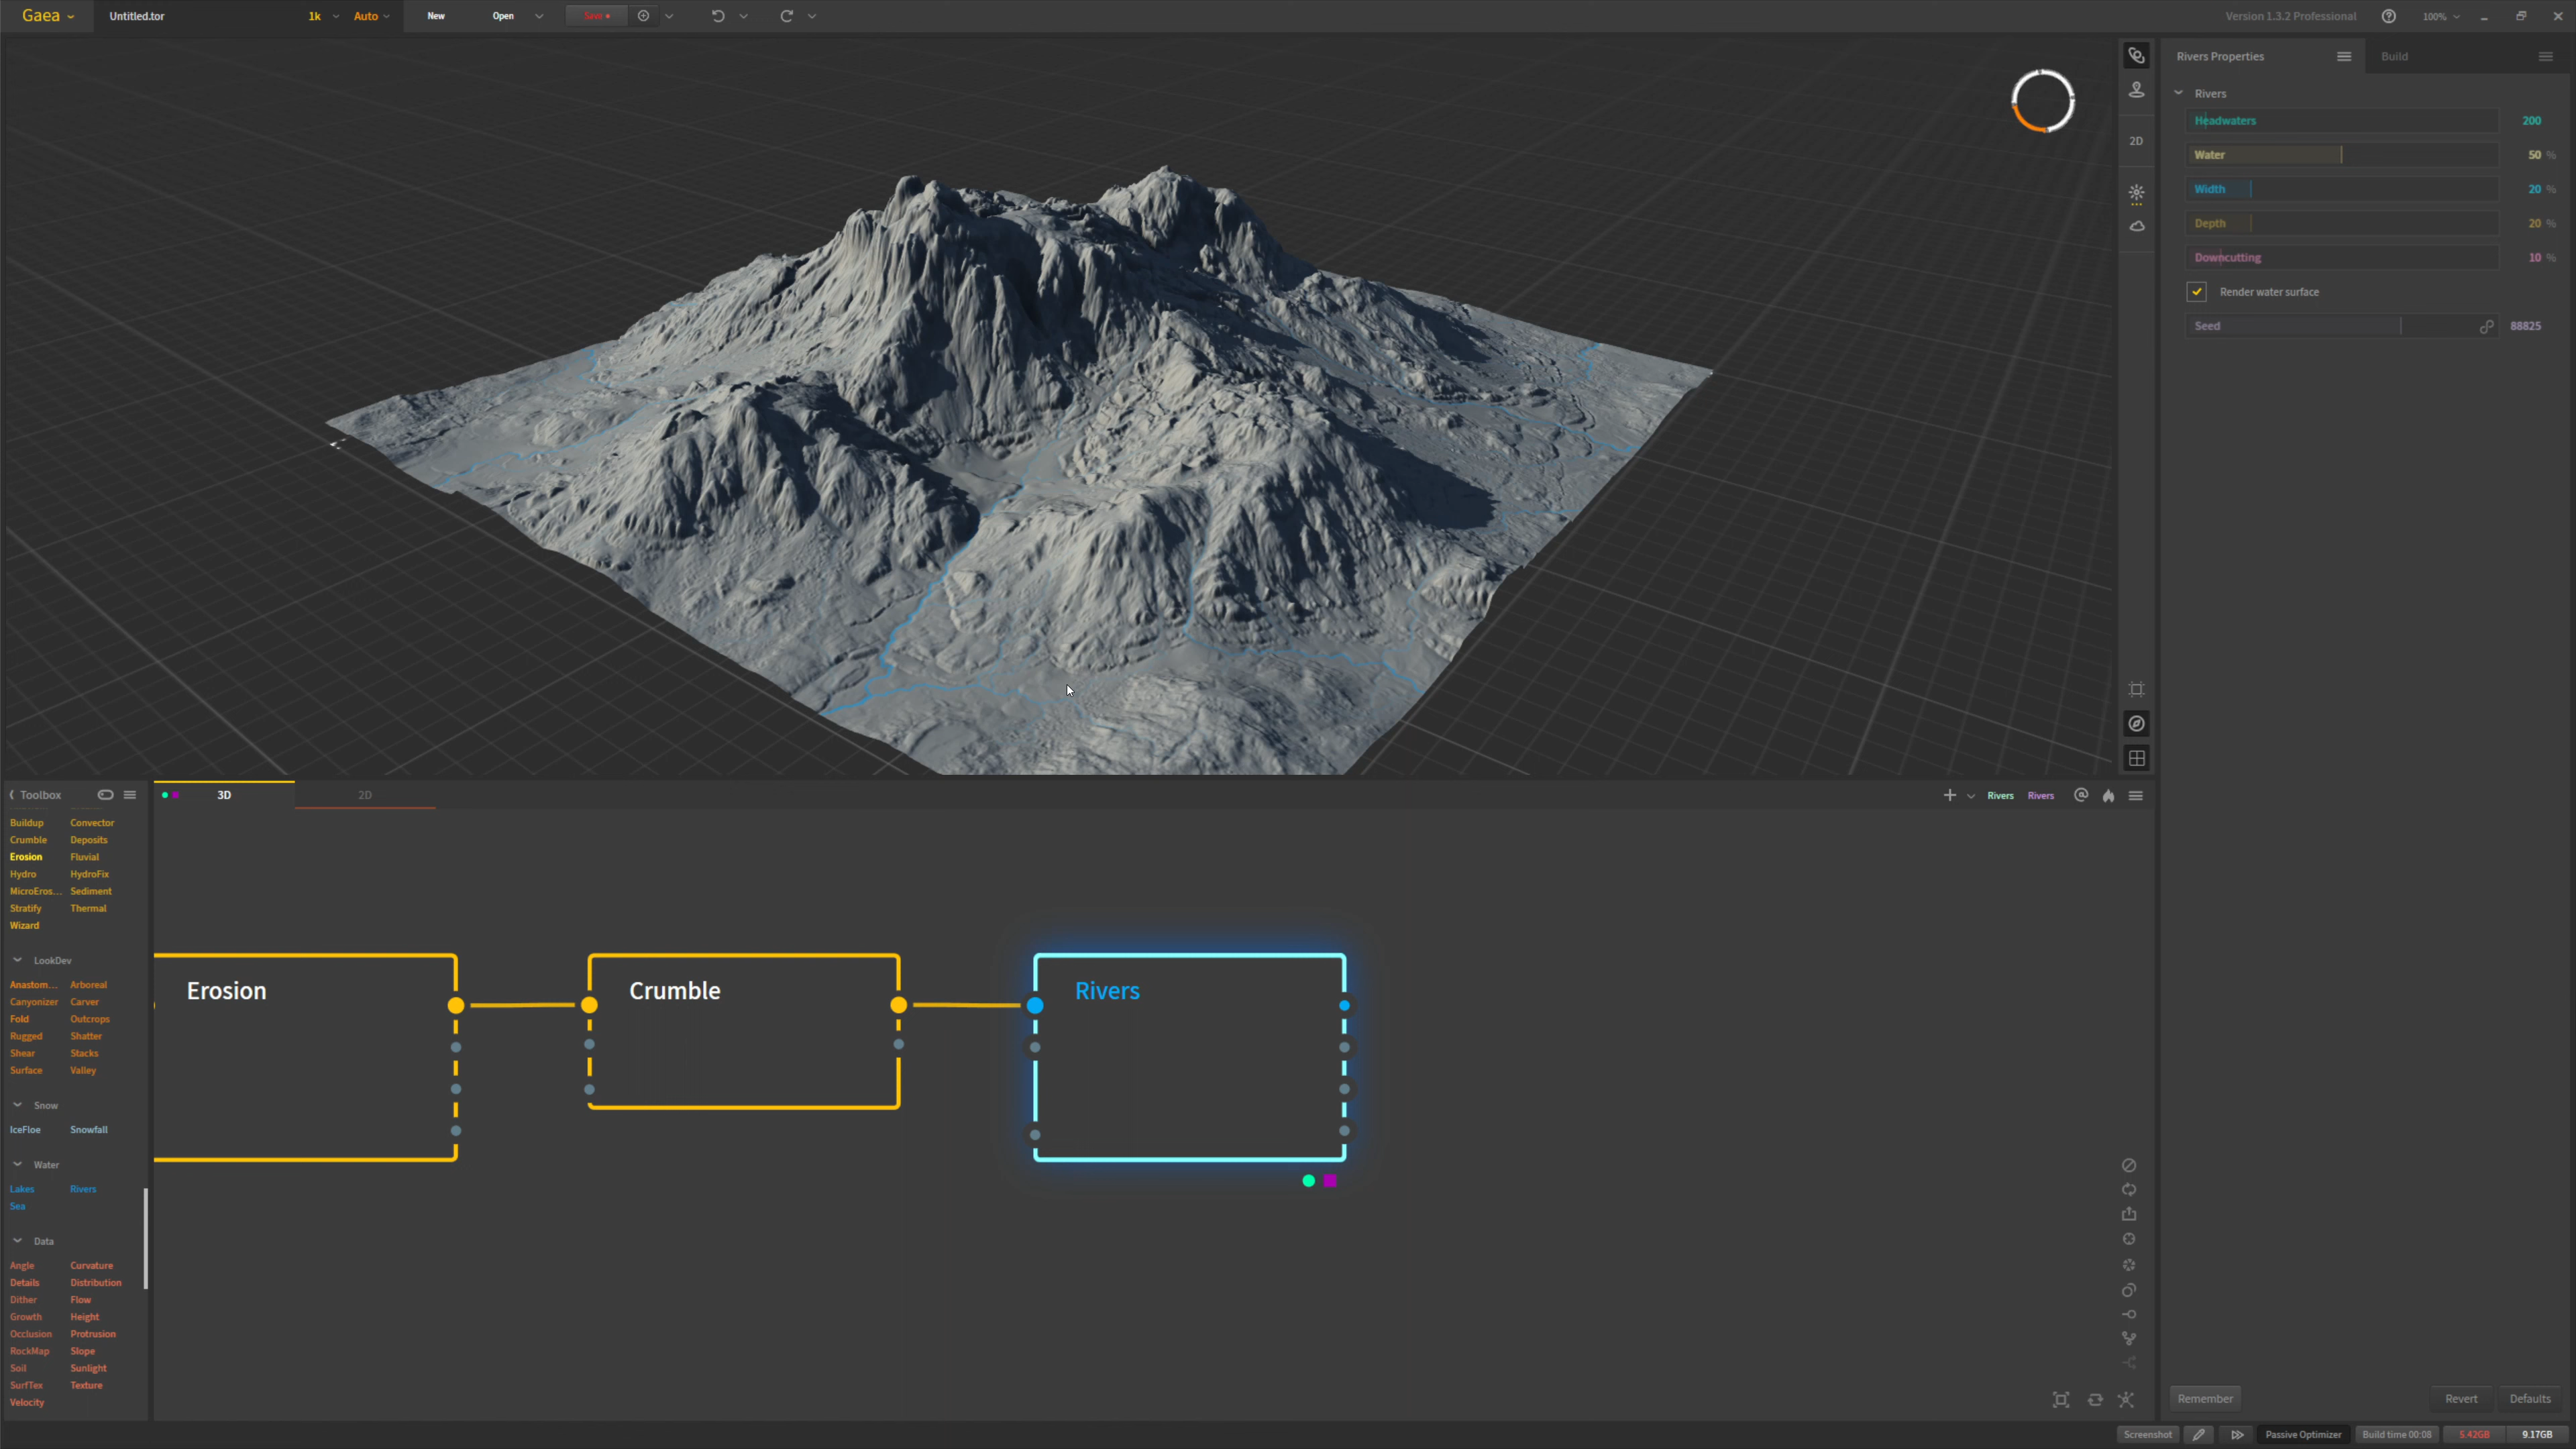 Gaea Untitled.tor 1k Auto New Open Save Version 1.3.2 Professional 100%
Rivers Properties Build
Rivers
Headwaters 200
Water 50 %
Width 20 %
Depth 20 %
Downcutting 10 %
Render water surface
Seed 88825
2D
Toolbox 3D 2D Rivers Rivers
Buildup Convector
Crumble Deposits
Erosion Fluvial
Hydro HydroFix
MicroEros... Sediment
Stratify Thermal
Wizard
LookDev
Anastom... Arboreal
Canyonizer Carver
Fold Outcrops
Rugged Shatter
Shear Stacks
Surface Valley
Snow
IceFloe Snowfall
Water
Lakes Rivers
Sea
Data
Angle Curvature
Details Distribution
Dither Flow
Growth Height
Occlusion Protrusion
RockMap Slope
Soil Sunlight
SurfTex Texture
Velocity
Erosion Crumble Rivers
Remember Revert Defaults
Screenshot Passive Optimizer Build time 00:08 5.42GB 9.17GB